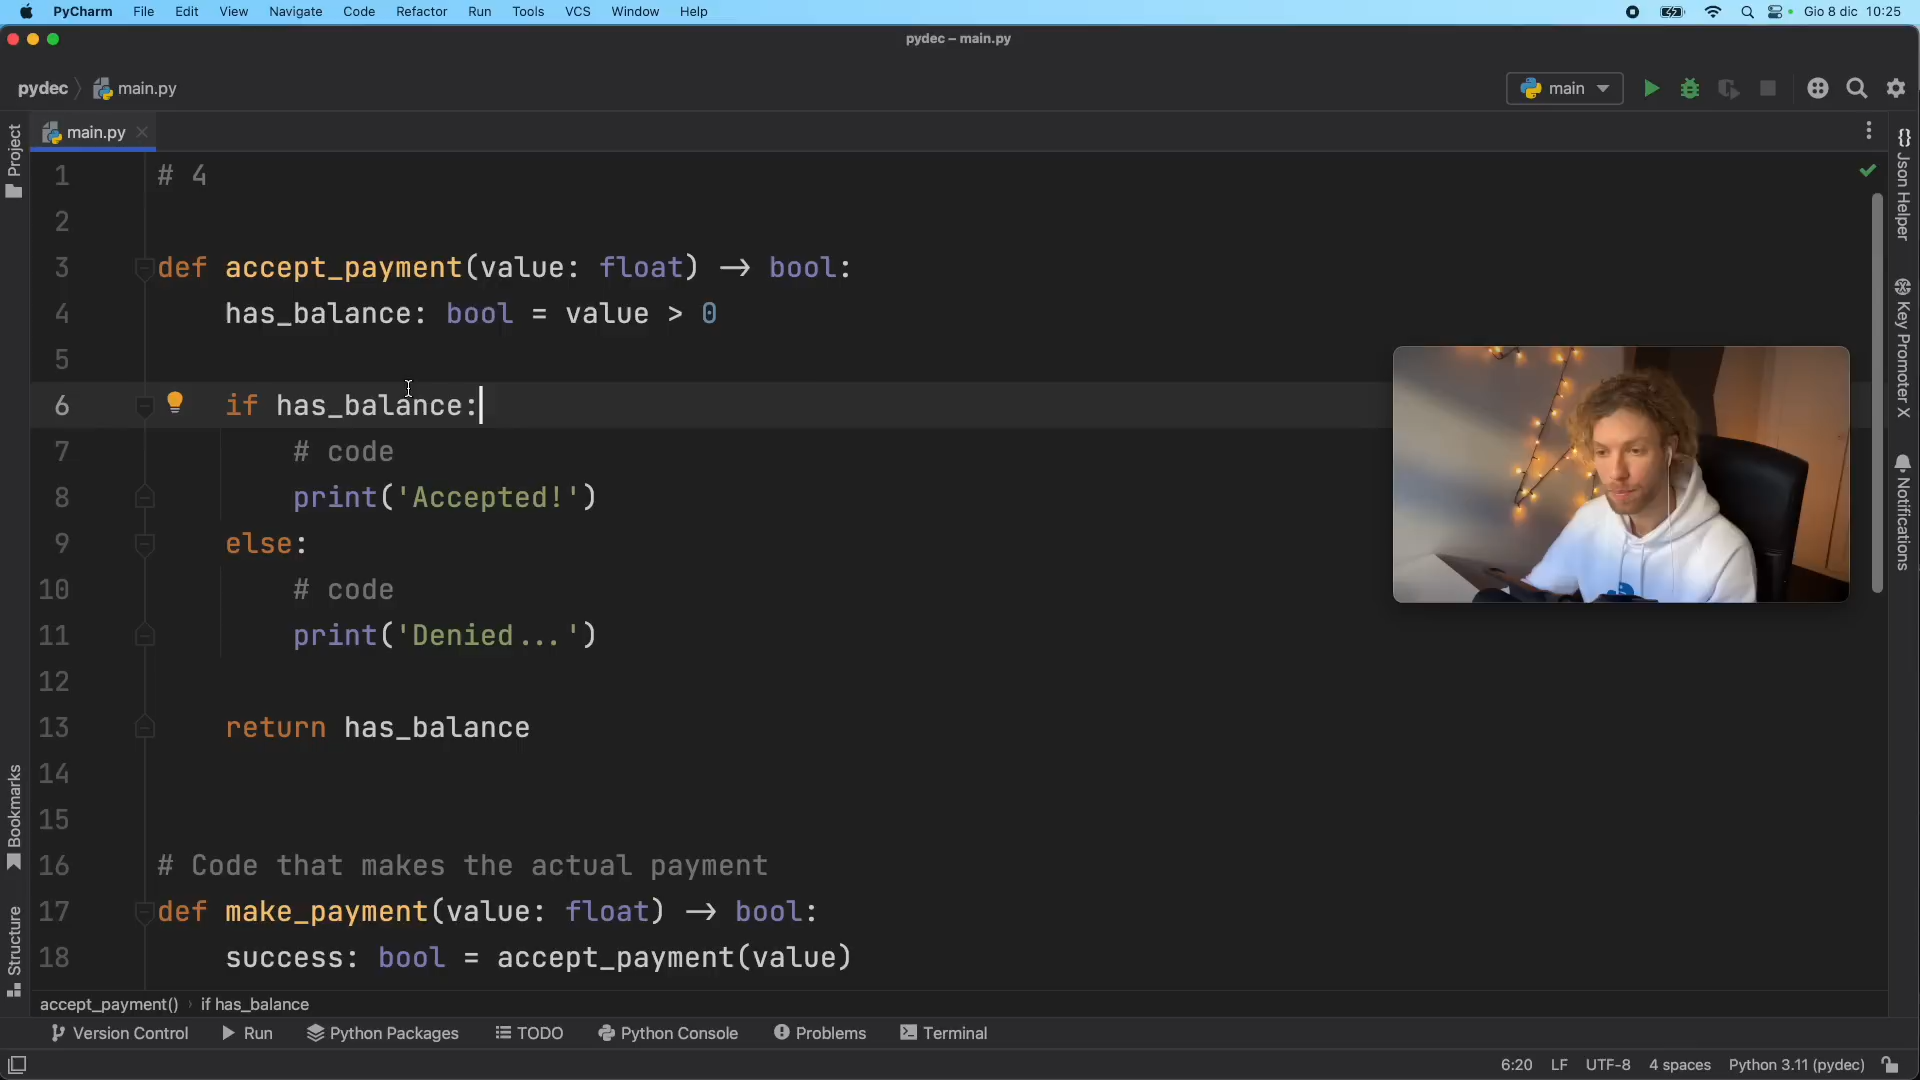 PyCharm File Edit View Navigate Code Refactor Run Tools VCS Window Help Gio 8 dic 10:25
pydec – main.py
pydec main.py main
main.py
Project
Bookmarks
Structure
Json Helper
Key Promoter X
Notifications
1 # 4
2
3 def accept_payment(value: float) → bool:
4 has_balance: bool = value > 0
5
6 if has_balance:
7 # code
8 print('Accepted!')
9 else:
10 # code
11 print('Denied...')
12
13 return has_balance
14
15
16 # Code that makes the actual payment
17 def make_payment(value: float) → bool:
18 success: bool = accept_payment(value)
accept_payment() › if has_balance
Version Control Run Python Packages TODO Python Console Problems Terminal
6:20 LF UTF-8 4 spaces Python 3.11 (pydec)